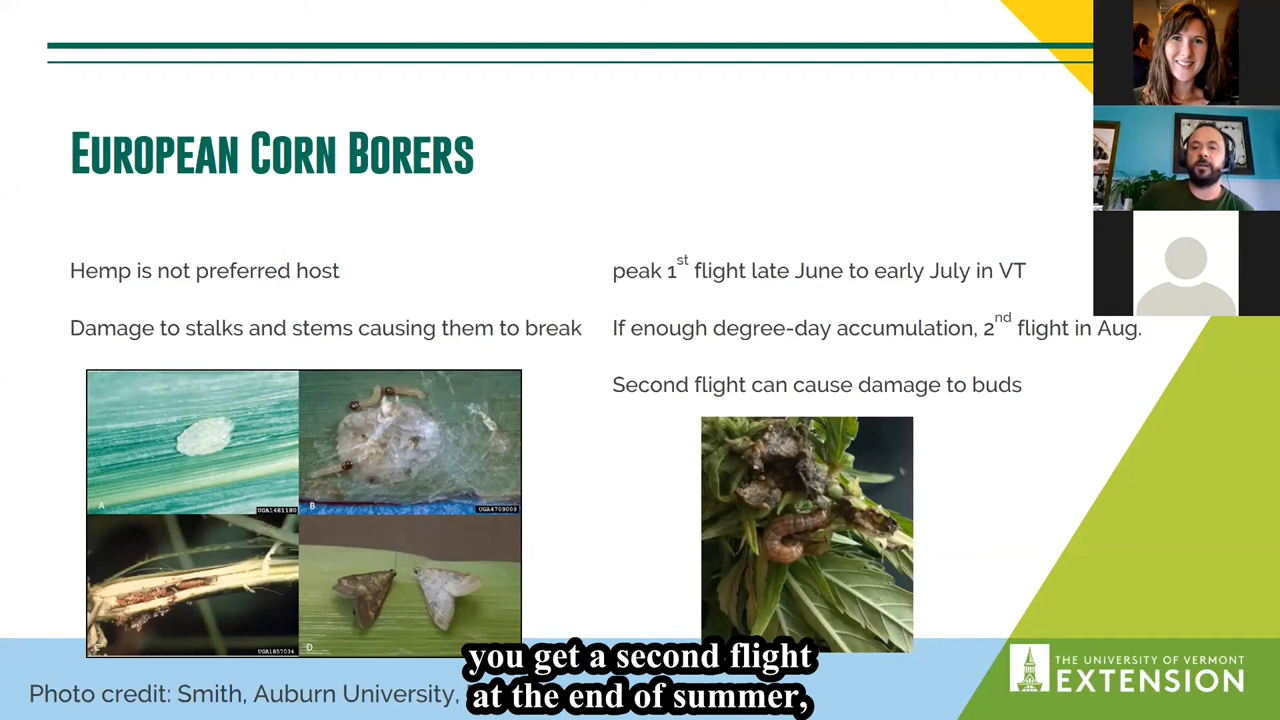 EUROPEAN CORN BORERS
Hemp is not preferred host
Damage to stalks and stems causing them to break
peak 1st flight late June to early July in VT
If enough degree-day accumulation, 2nd flight in Aug.
Second flight can cause damage to buds
A
UGA1481180
B
UGA4709009
UGA1857034
D
you get a second flight
at the end of summer,
Photo credit: Smith, Auburn University,
THE UNIVERSITY OF VERMONT
EXTENSION